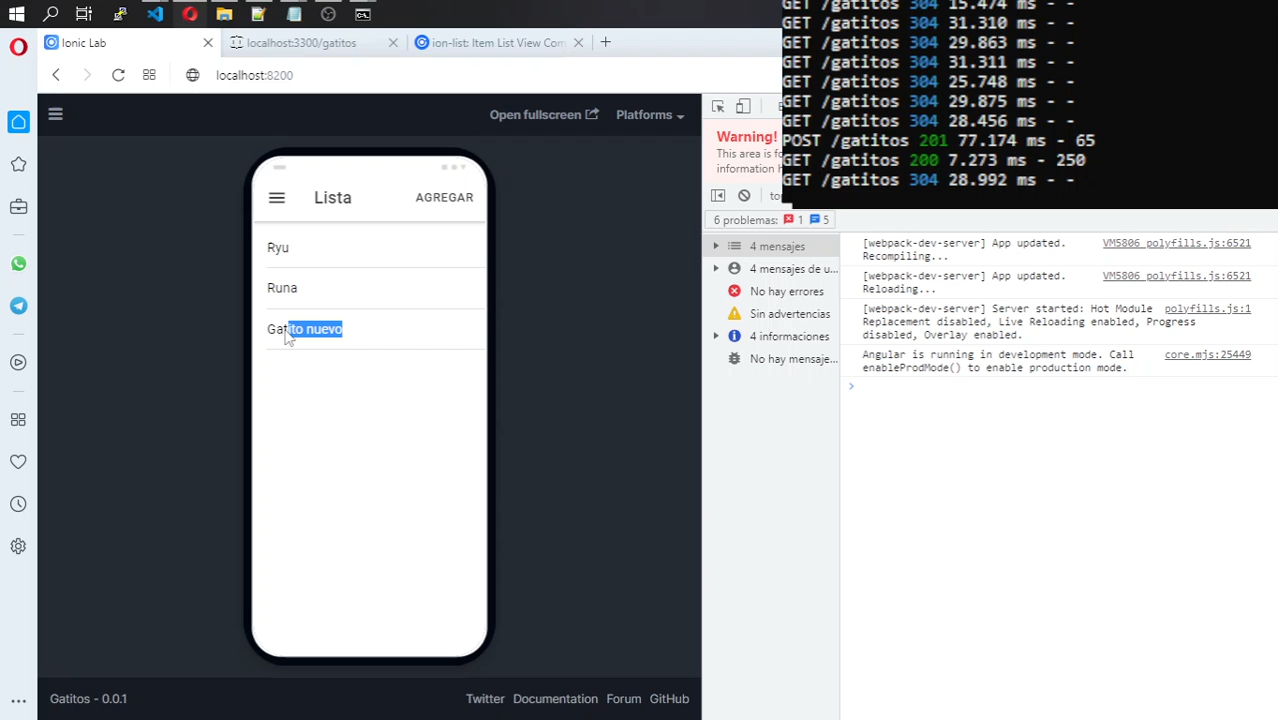 GET /gatitos 304 15.474 ms - -
GET /gatitos 304 31.310 ms - -
GET /gatitos 304 29.863 ms - -
GET /gatitos 304 31.311 ms - -
GET /gatitos 304 25.748 ms - -
GET /gatitos 304 29.875 ms - -
GET /gatitos 304 28.456 ms - -
POST /gatitos 201 77.174 ms - 65
GET /gatitos 200 7.273 ms - 250
GET /gatitos 304 28.992 ms - -
Ionic Lab
localhost:3300/gatitos
ion-list: Item List View Com
localhost:8200
Open fullscreen
Platforms
Lista
AGREGAR
Ryu
Runa
Gatito nuevo
Gatitos - 0.0.1
Twitter
Documentation
Forum
GitHub
Warning!
This area is fo
information h
to
6 problemas:
1
5
4 mensajes
4 mensajes de u...
No hay errores
Sin advertencias
4 informaciones
No hay mensaje...
[webpack-dev-server] App updated. VM5806 polyfills.js:6521
Recompiling...
[webpack-dev-server] App updated. VM5806 polyfills.js:6521
Reloading...
[webpack-dev-server] Server started: Hot Module polyfills.js:1
Replacement disabled, Live Reloading enabled, Progress
disabled, Overlay enabled.
Angular is running in development mode. Call core.mjs:25449
enableProdMode() to enable production mode.